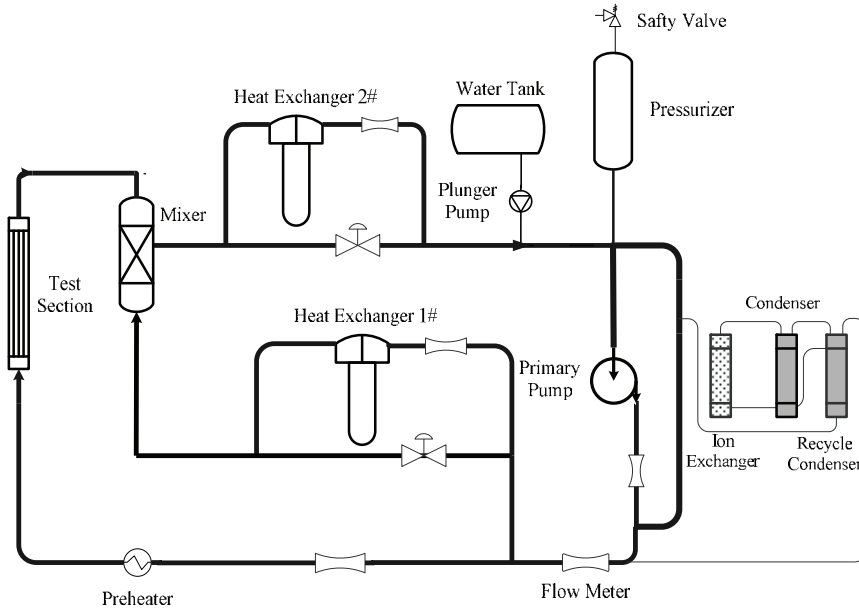 Safty Valve
Water Tank
Heat Exchanger 2#
Pressurizer
Plunger
Pump
Mixer
Test
Section
Condenser
Heat Exchanger 1#
Primary
Pump
Ion
Exchanger
Recycle
Condenser
Flow Meter
Preheater